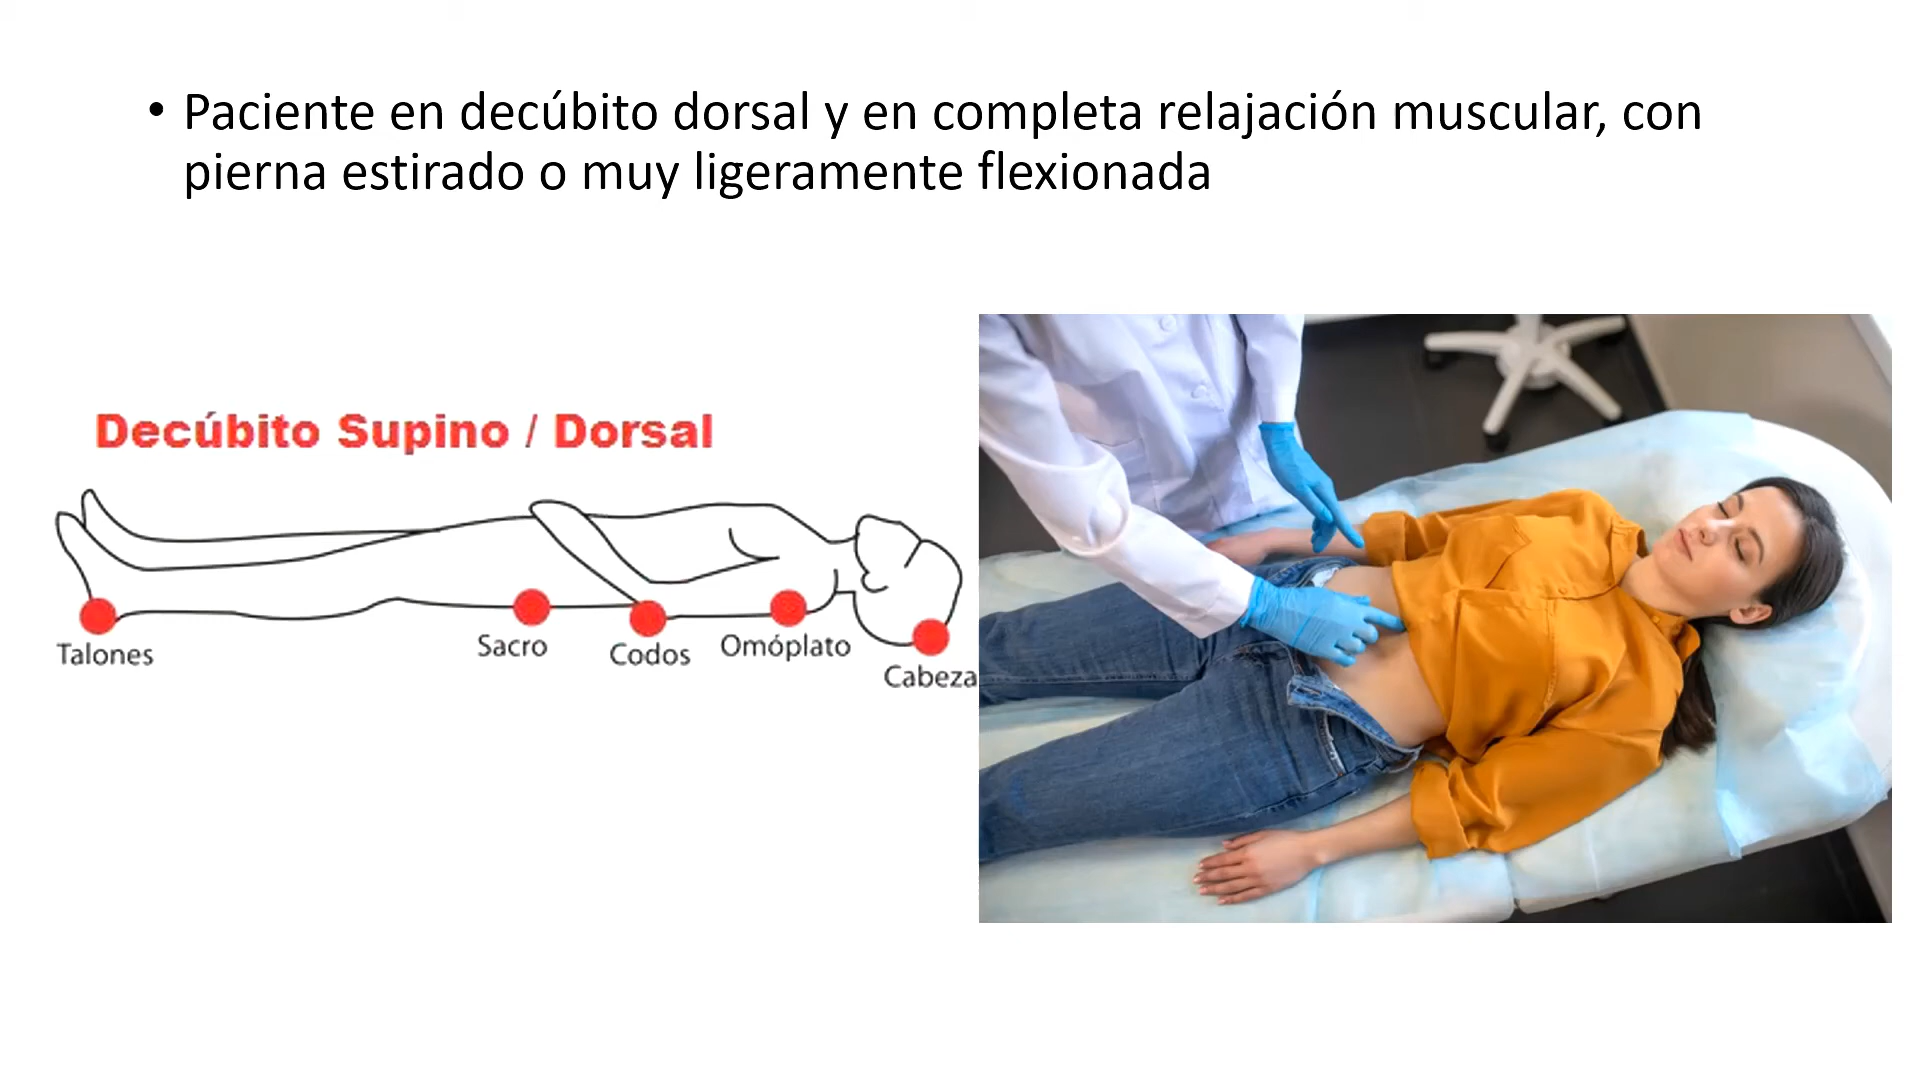 • Paciente en decúbito dorsal y en completa relajación muscular, con
pierna estirado o muy ligeramente flexionada
Decúbito Supino / Dorsal
Talones
Sacro
Codos
Omóplato
Cabeza